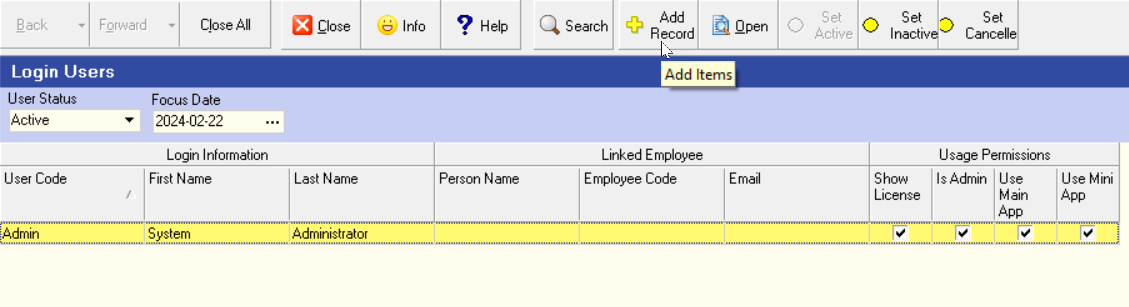 Back Forward Close All Close Info Help Search Add Record Open Set Active Set Inactive Set Cancelle
Add Items
Login Users
User Status Focus Date
Active 2024-02-22 ...
Login Information Linked Employee Usage Permissions
User Code First Name Last Name Person Name Employee Code Email Show License Is Admin Use Main App Use Mini App
Admin System Administrator